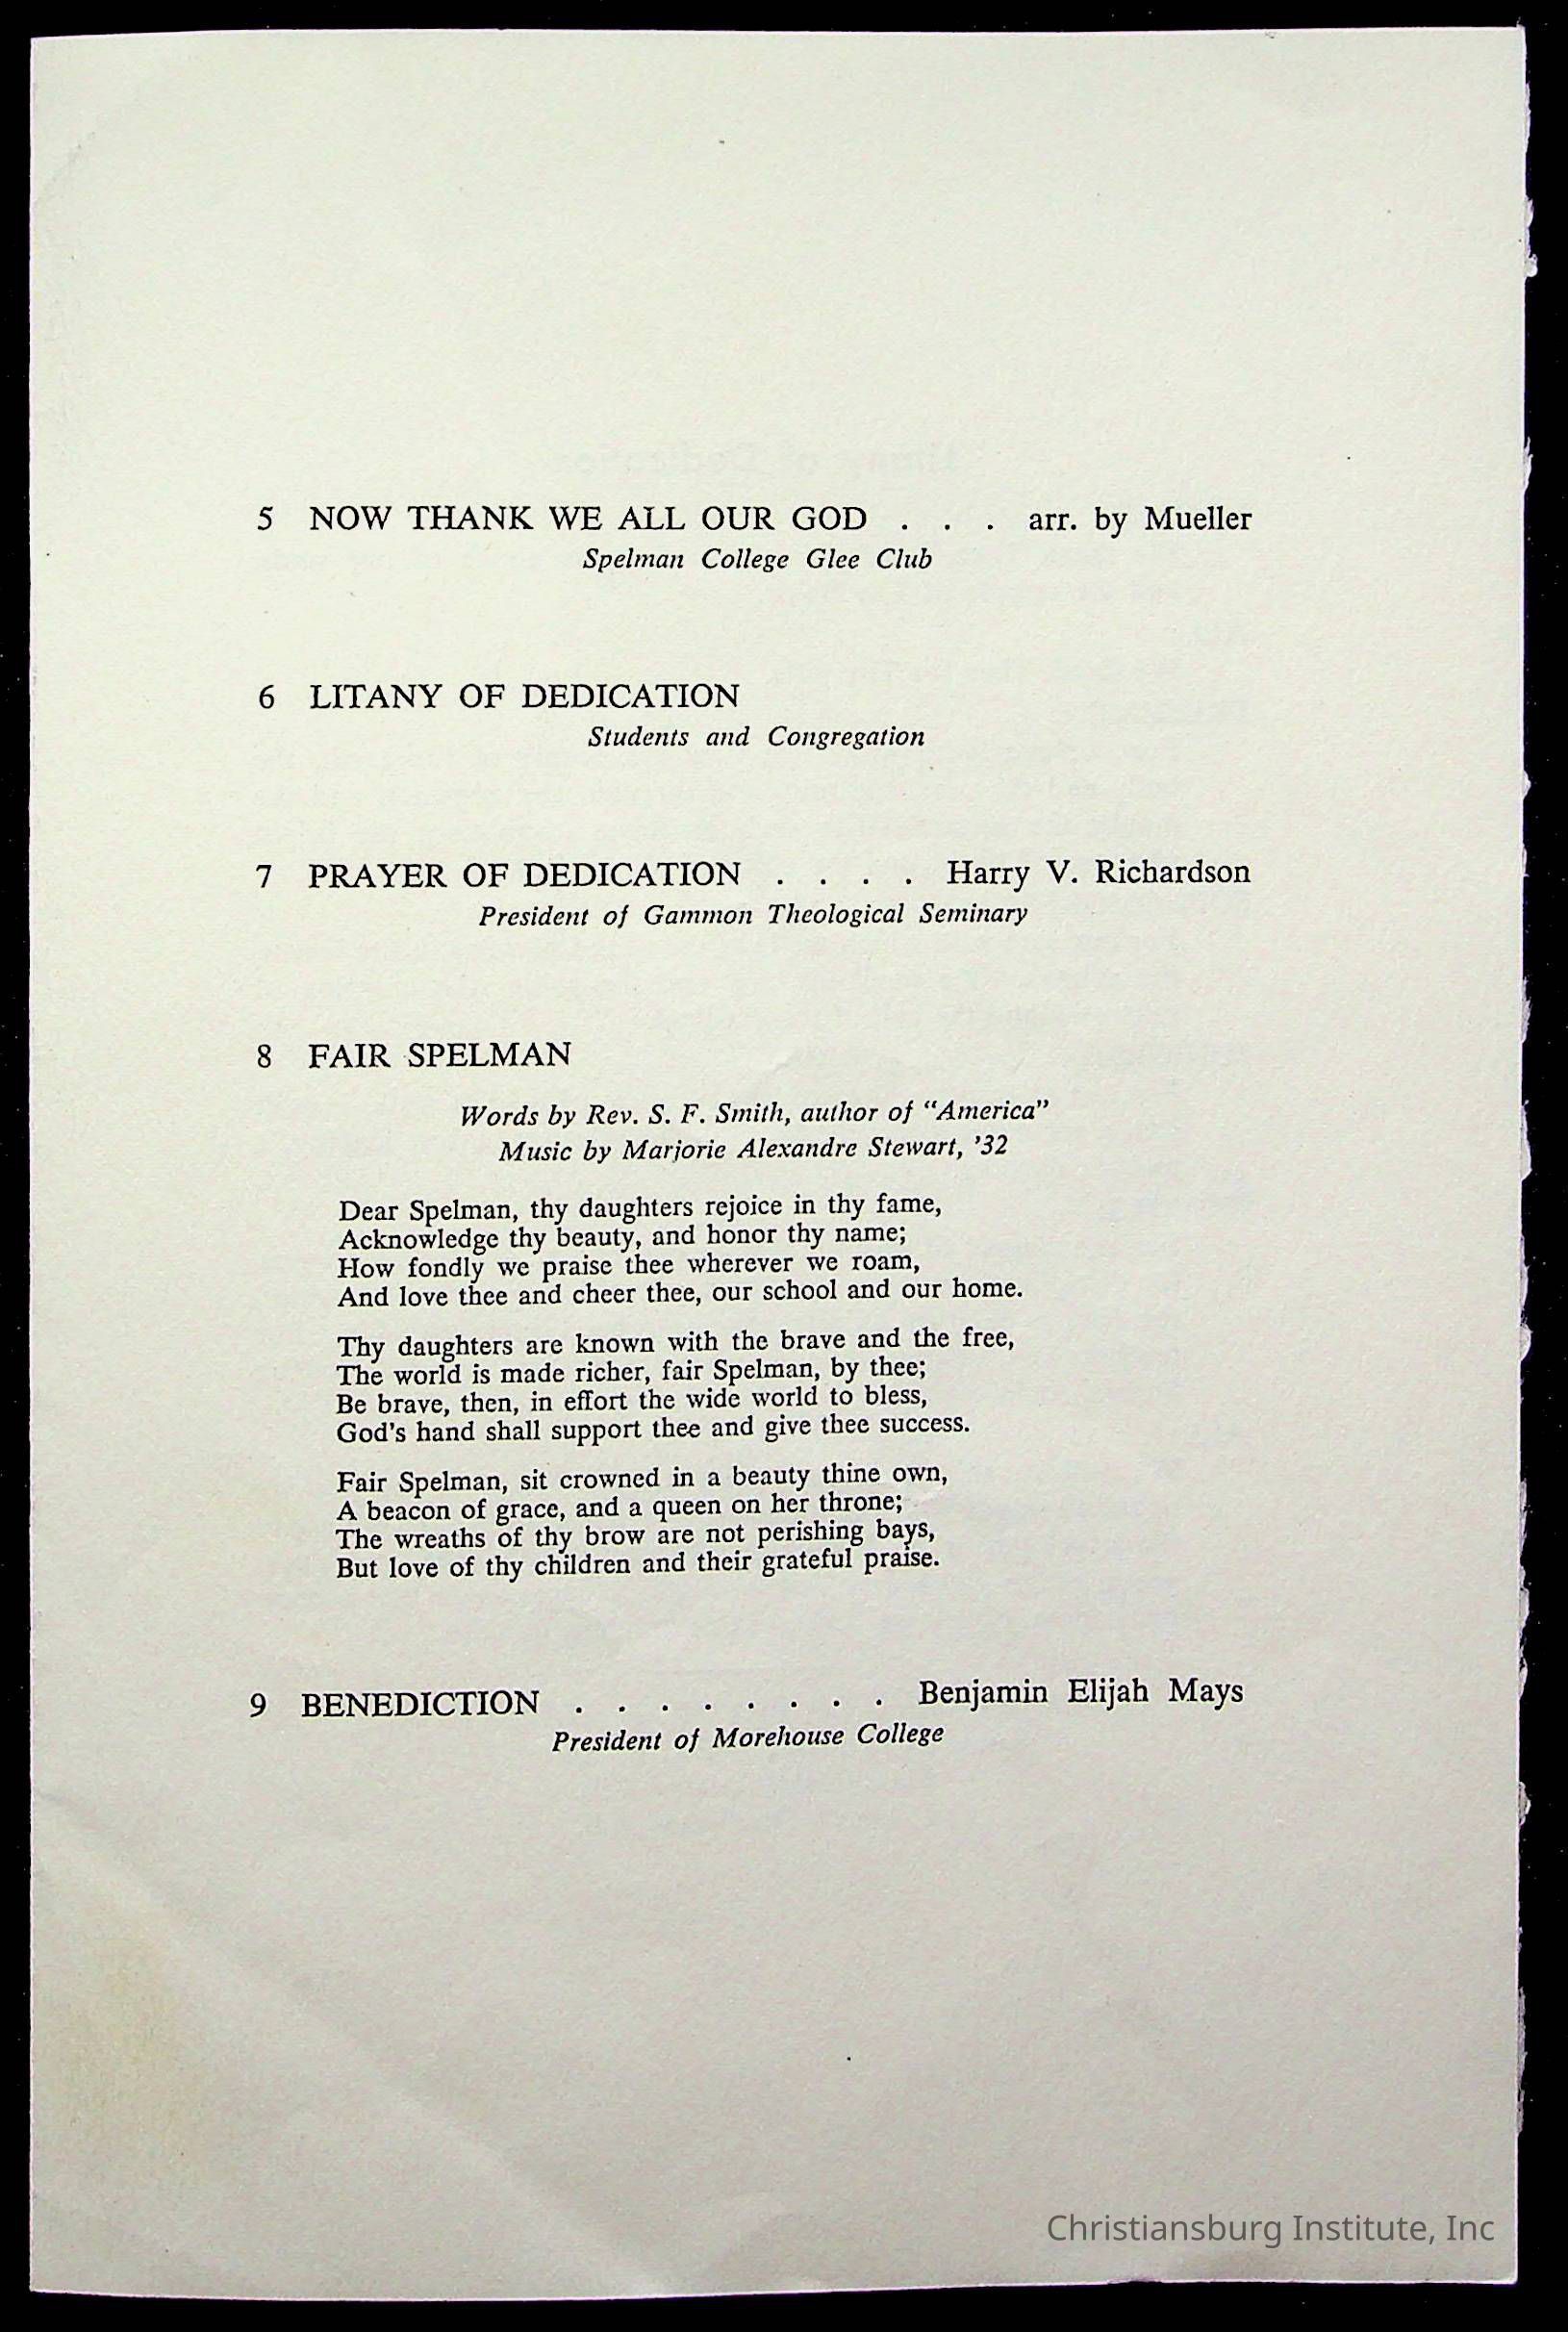 5 NOW THANK WE ALL OUR GOD . . . arr. by Mueller
Spelman College Glee Club
6 LITANY OF DEDICATION
Students and Congregation
7 PRAYER OF DEDICATION . . . . Harry V. Richardson
President of Gammon Theological Seminary
8 FAIR SPELMAN
Words by Rev. S. F. Smith, author of “America”
Music by Marjorie Alexandre Stewart, ’32
Dear Spelman, thy daughters rejoice in thy fame,
Acknowledge thy beauty, and honor thy name;
How fondly we praise thee wherever we roam,
And love thee and cheer thee, our school and our home.
Thy daughters are known with the brave and the free,
The world is made richer, fair Spelman, by thee;
Be brave, then, in effort the wide world to bless,
God's hand shall support thee and give thee success.
Fair Spelman, sit crowned in a beauty thine own,
A beacon of grace, and a queen on her throne;
The wreaths of thy brow are not perishing bays,
But love of thy children and their grateful praise.
9 BENEDICTION . . . . . . . . Benjamin Elijah Mays
President of Morehouse College
Christiansburg Institute, Inc